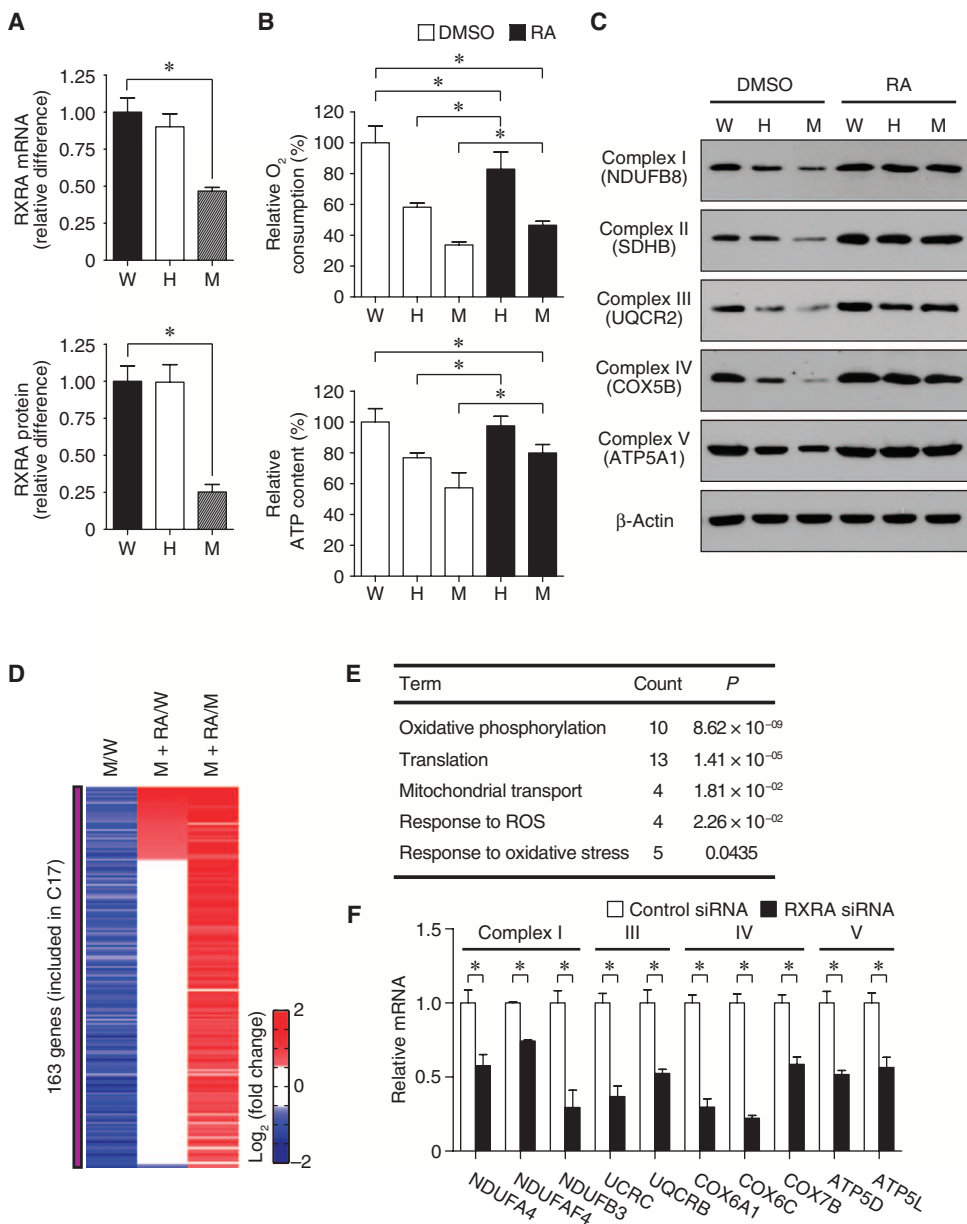 A
RXRA mRNA
(relative difference)
1.25
1.00
0.75
0.50
0.25
0
*
W H M
RXRA protein
(relative difference)
1.25
1.00
0.75
0.50
0.25
0
*
W H M
B
DMSO RA
Relative O2
consumption (%)
120
100
80
60
40
20
0
*
*
*
*
W H M H M
Relative
ATP content (%)
120
100
80
60
40
120
0
*
*
*
W H M H M
C
DMSO RA
W H M W H M
Complex I
(NDUFB8)
Complex II
(SDHB)
Complex III
(UQCR2)
Complex IV
(COX5B)
Complex V
(ATP5A1)
β-Actin
D
M/W
M + RA/W
M + RA/M
163 genes (included in C17)
Log2 (fold change)
2
0
−2
E
Term Count P
Oxidative phosphorylation 10 8.62 × 10−09
Translation 13 1.41 × 10−05
Mitochondrial transport 4 1.81 × 10−02
Response to ROS 4 2.26 × 10−02
Response to oxidative stress 5 0.0435
F
Control siRNA RXRA siRNA
Relative mRNA
1.5
1.0
0.5
0
Complex I III IV V
* * * * * * * * * *
NDUFA4
NDUFAF4
NDUFB3
UCRC
UQCRB
COX6A1
COX6C
COX7B
ATP5D
ATP5L